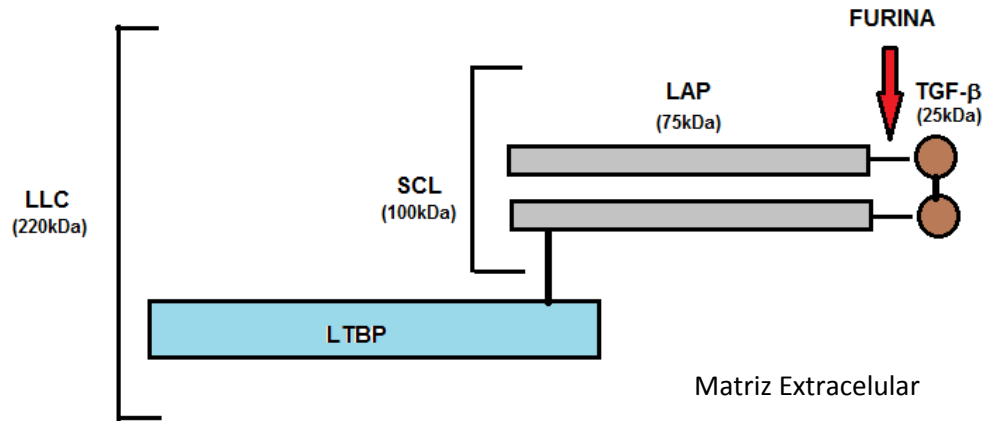 FURINA
LAP
(75kDa)
TGF-β
(25kDa)
SCL
(100kDa)
LLC
(220kDa)
LTBP
Matriz Extracelular